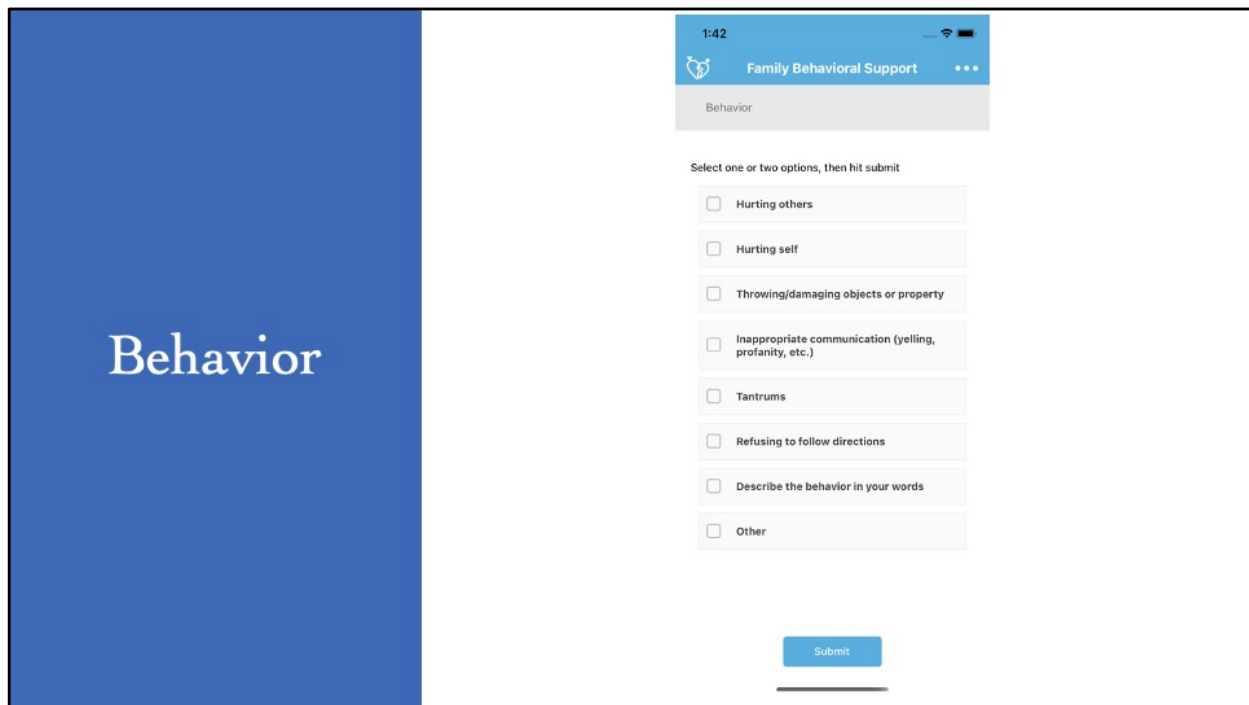 Behavior
1:42
Family Behavioral Support
Behavior
Select one or two options, then hit submit
Hurting others
Hurting self
Throwing/damaging objects or property
Inappropriate communication (yelling,
profanity, etc.)
Tantrums
Refusing to follow directions
Describe the behavior in your words
Other
Submit